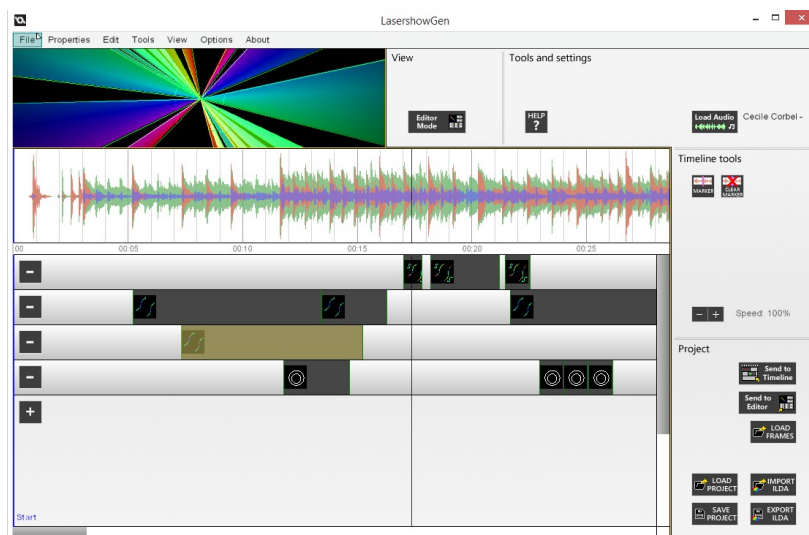 LasershowGen
File Properties Edit Tools View Options About
View
Tools and settings
Editor
Mode
HELP
?
Load Audio
Cecile Corbel -
Timeline tools
MARKER
CLEAR
MARKER
00 00:05 00:10 00:15 00:20 00:25
- + Speed: 100%
Project
Send to
Timeline
Send to
Editor
LOAD
FRAMES
LOAD
PROJECT
IMPORT
ILDA
SAVE
PROJECT
EXPORT
ILDA
Start